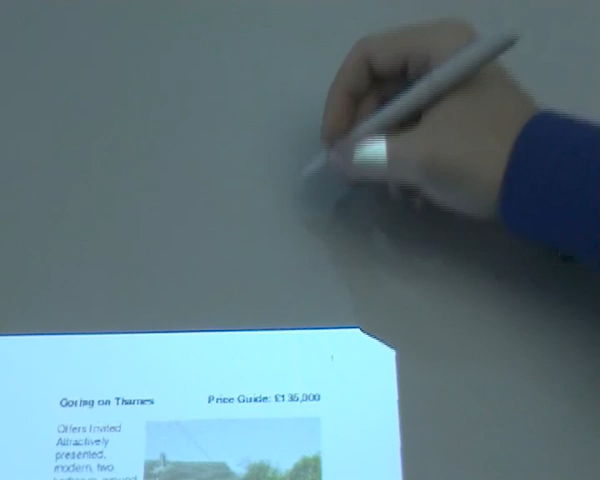 Goring on Thames
Price Guide: £135,000
Offers Invited
Attractively
presented,
modern, two